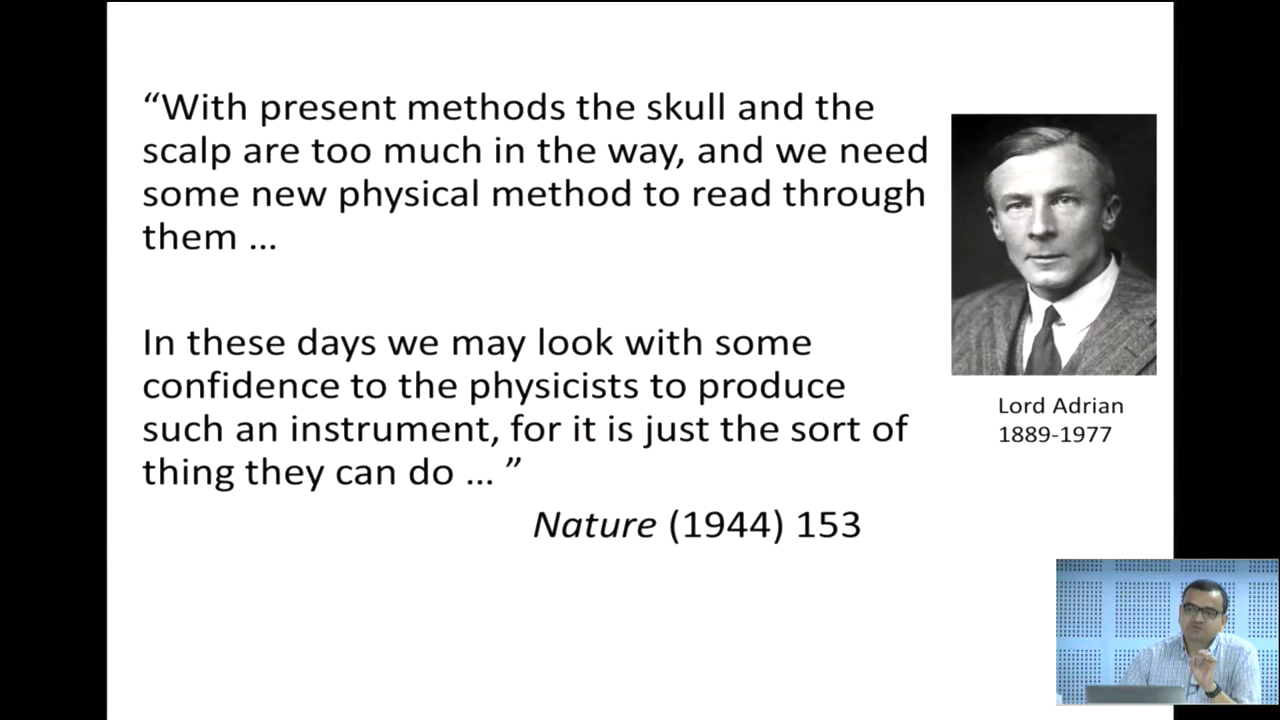 “With present methods the skull and the
scalp are too much in the way, and we need
some new physical method to read through
them ...
In these days we may look with some
confidence to the physicists to produce
such an instrument, for it is just the sort of
thing they can do ... ”
Nature (1944) 153
Lord Adrian
1889-1977